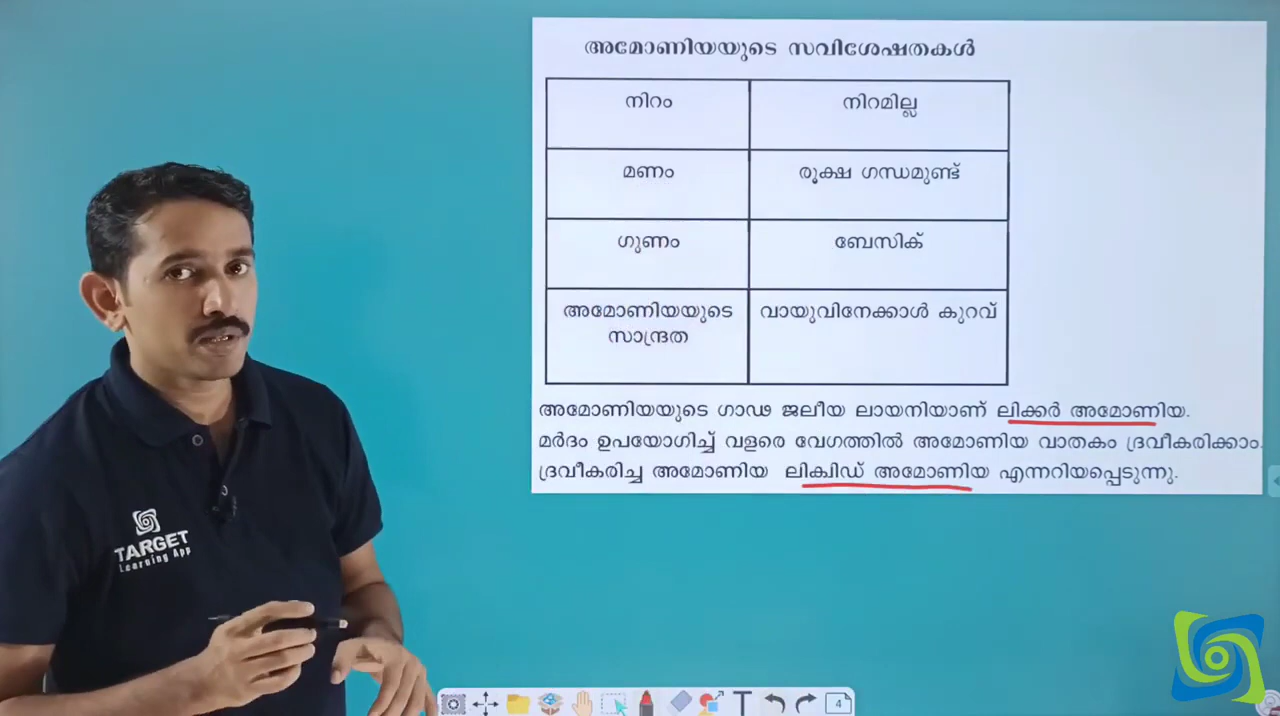 അമോണിയയുടെ സവിശേഷതകൾ
നിറം നിറമില്ല
മണം രൂക്ഷ ഗന്ധമുണ്ട്
ഗുണം ബേസിക്
അമോണിയയുടെ സാന്ദ്രത വായുവിനേക്കാൾ കുറവ്
അമോണിയയുടെ ഗാഢ ജലീയ ലായനിയാണ് ലിക്കർ അമോണിയ.
മർദം ഉപയോഗിച്ച് വളരെ വേഗത്തിൽ അമോണിയ വാതകം ദ്രവീകരിക്കാം.
ദ്രവീകരിച്ച അമോണിയ ലിക്വിഡ് അമോണിയ എന്നറിയപ്പെടുന്നു.
TARGET
Learning App
T
4